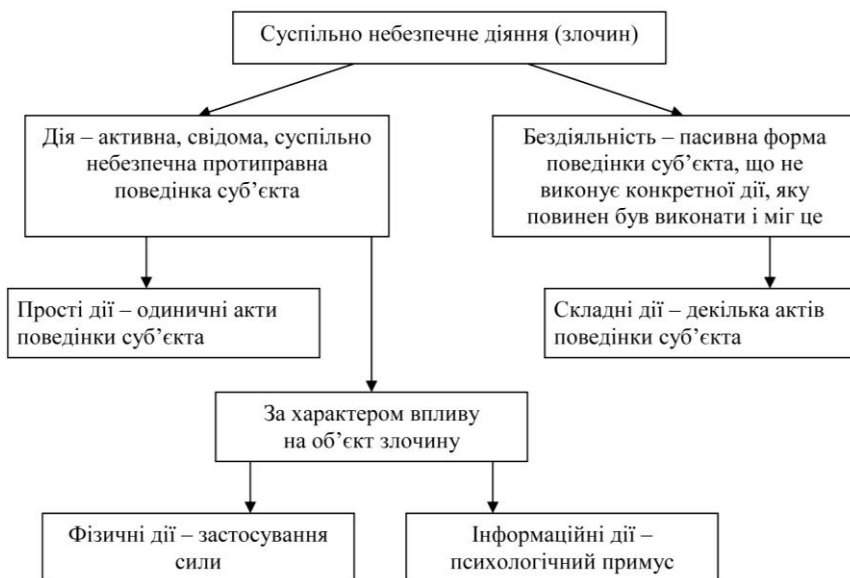 Суспільно небезпечне діяння (злочин)
Дія – активна, свідома, суспільно
небезпечна протиправна
поведінка суб’єкта
Бездіяльність – пасивна форма
поведінки суб’єкта, що не
виконує конкретної дії, яку
повинен був виконати і міг це
Прості дії – одиничні акти
поведінки суб’єкта
Складні дії – декілька актів
поведінки суб’єкта
За характером впливу
на об’єкт злочину
Фізичні дії – застосування
сили
Інформаційні дії –
психологічний примус